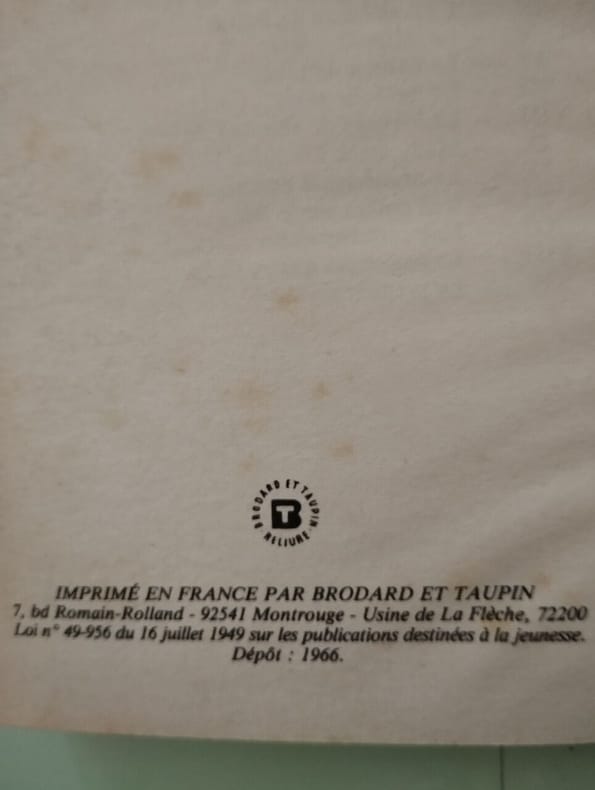 BRODARD ET TAUPIN
BT
RELIURE
IMPRIMÉ EN FRANCE PAR BRODARD ET TAUPIN
7, bd Romain-Rolland - 92541 Montrouge - Usine de La Flèche, 72200
Loi n° 49-956 du 16 juillet 1949 sur les publications destinées à la jeunesse.
Dépôt : 1966.